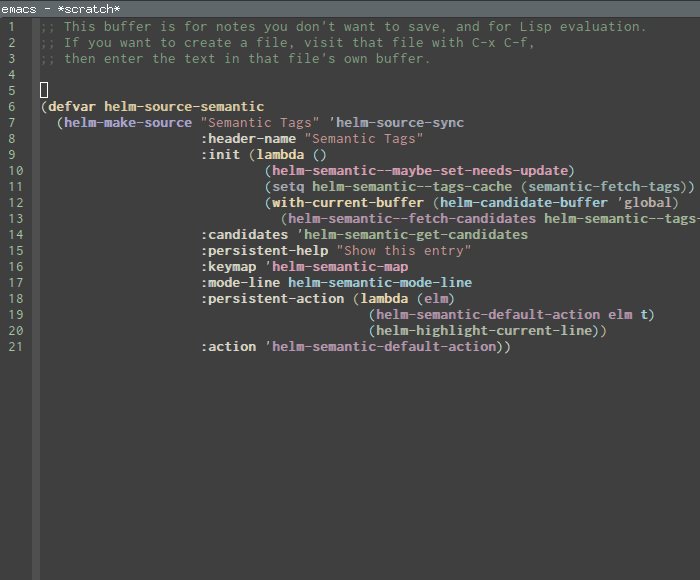 emacs - *scratch*
1 ;; This buffer is for notes you don't want to save, and for Lisp evaluation.
2 ;; If you want to create a file, visit that file with C-x C-f,
3 ;; then enter the text in that file's own buffer.
4
5
6 (defvar helm-source-semantic
7   (helm-make-source "Semantic Tags" 'helm-source-sync
8                     :header-name "Semantic Tags"
9                     :init (lambda ()
10                            (helm-semantic--maybe-set-needs-update)
11                            (setq helm-semantic--tags-cache (semantic-fetch-tags))
12                            (with-current-buffer (helm-candidate-buffer 'global)
13                              (helm-semantic--fetch-candidates helm-semantic--tags-
14                    :candidates 'helm-semantic-get-candidates
15                    :persistent-help "Show this entry"
16                    :keymap 'helm-semantic-map
17                    :mode-line helm-semantic-mode-line
18                    :persistent-action (lambda (elm)
19                                         (helm-semantic-default-action elm t)
20                                         (helm-highlight-current-line))
21                    :action 'helm-semantic-default-action))